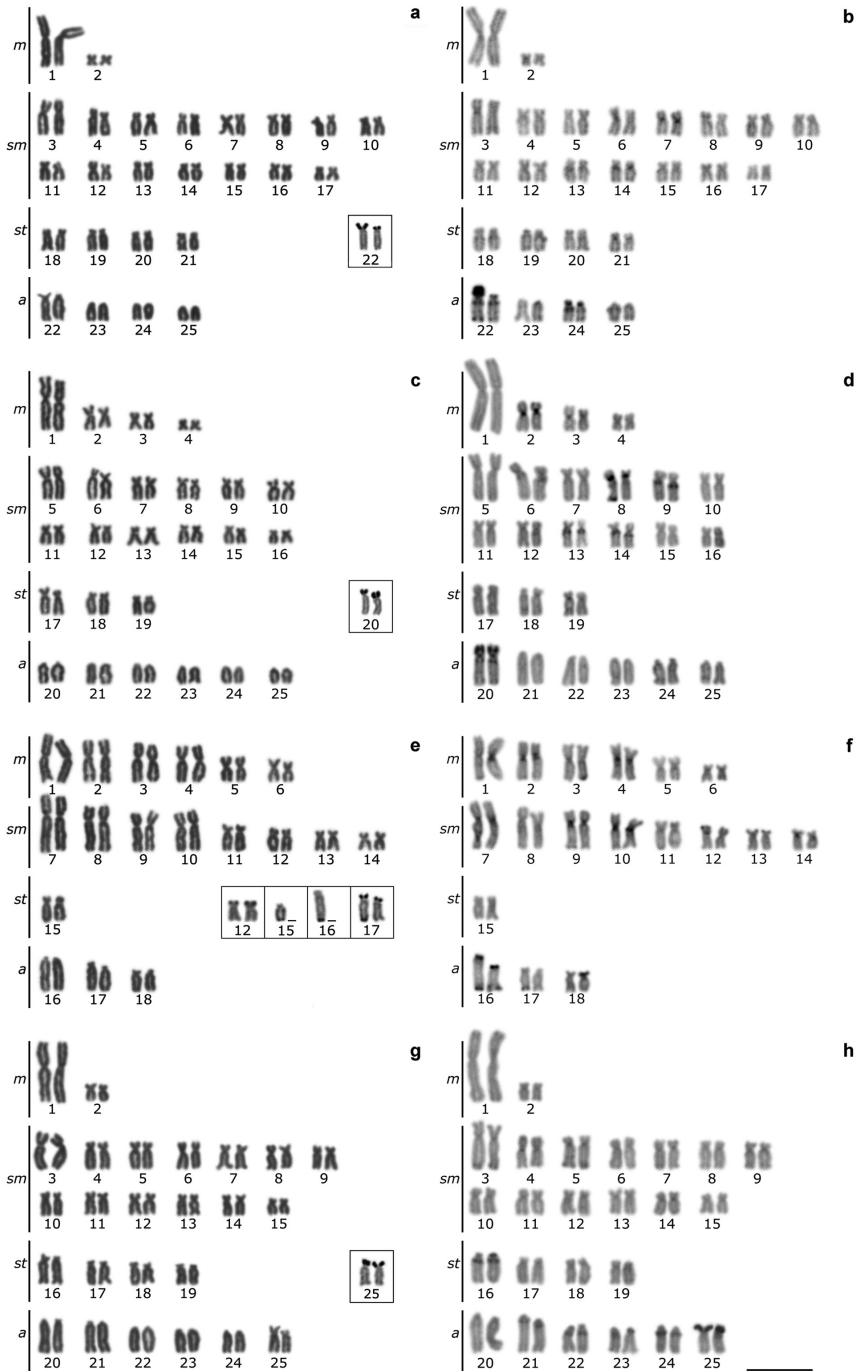 a
m
1 2
sm
3 4 5 6 7 8 9 10
11 12 13 14 15 16 17
st
18 19 20 21 22
a
22 23 24 25
b
m
1 2
sm
3 4 5 6 7 8 9 10
11 12 13 14 15 16 17
st
18 19 20 21
a
22 23 24 25
c
m
1 2 3 4
sm
5 6 7 8 9 10
11 12 13 14 15 16
st
17 18 19 20
a
20 21 22 23 24 25
d
m
1 2 3 4
sm
5 6 7 8 9 10
11 12 13 14 15 16
st
17 18 19
a
20 21 22 23 24 25
e
m
1 2 3 4 5 6
sm
7 8 9 10 11 12 13 14
st
15 12 15 16 17
a
16 17 18
f
m
1 2 3 4 5 6
sm
7 8 9 10 11 12 13 14
st
15
a
16 17 18
g
m
1 2
sm
3 4 5 6 7 8 9
10 11 12 13 14 15
st
16 17 18 19 25
a
20 21 22 23 24 25
h
m
1 2
sm
3 4 5 6 7 8 9
10 11 12 13 14 15
st
16 17 18 19
a
20 21 22 23 24 25